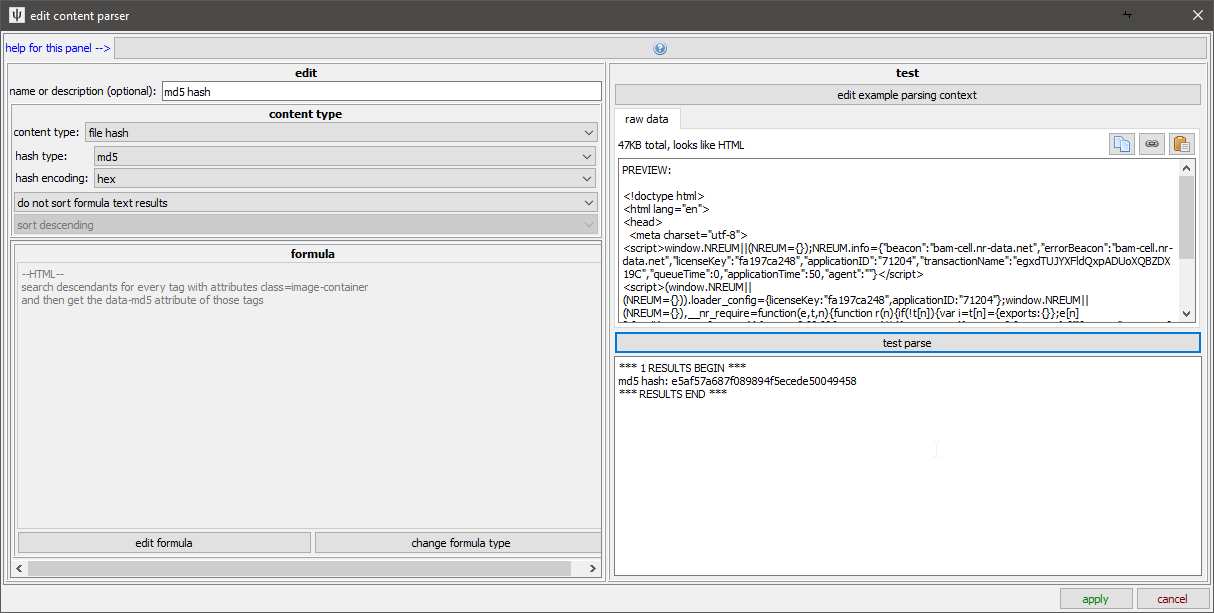 edit content parser
help for this panel -->
edit
name or description (optional): md5 hash
content type
content type: file hash
hash type: md5
hash encoding: hex
do not sort formula text results
sort descending
formula
--HTML--
search descendants for every tag with attributes class=image-container
and then get the data-md5 attribute of those tags
edit formula
change formula type
test
edit example parsing context
raw data
47KB total, looks like HTML
PREVIEW:
<!doctype html>
<html lang="en">
<head>
<meta charset="utf-8">
<script>window.NREUM||(NREUM={});NREUM.info={"beacon":"bam-cell.nr-data.net","errorBeacon":"bam-cell.nr-
data.net","licenseKey":"fa197ca248","applicationID":"71204","transactionName":"egxdTUJYXFldQxpADUoXQBZDX
19C","queueTime":0,"applicationTime":50,"agent":""}</script>
<script>(window.NREUM||
(NREUM={})).loader_config={licenseKey:"fa197ca248",applicationID:"71204"};window.NREUM||
(NREUM={}),__nr_require=function(e,t,n){function r(n){if(!t[n]){var i=t[n]={exports:{}};e[n]
test parse
*** 1 RESULTS BEGIN ***
md5 hash: e5af57a687f089894f5ecede50049458
*** RESULTS END ***
apply
cancel